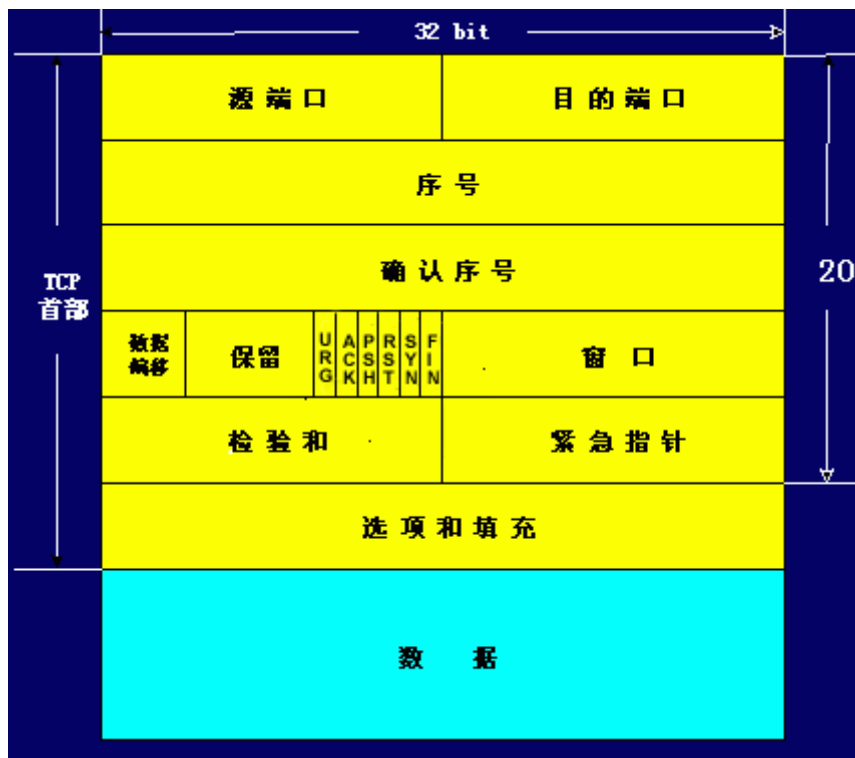 32 bit
源端口 目的端口
序号
确认序号
TCP
首部
20
数据
偏移
保留
URG
ACK
PSH
RST
SYN
FIN
窗口
检验和 紧急指针
选项和填充
数据